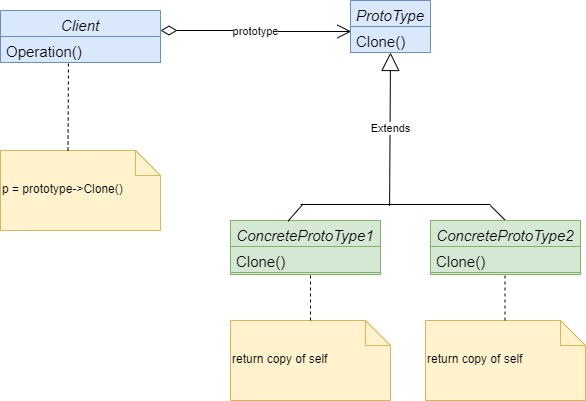 Client
Operation()
prototype
ProtoType
Clone()
p = prototype->Clone()
Extends
ConcreteProtoType1
Clone()
ConcreteProtoType2
Clone()
return copy of self
return copy of self